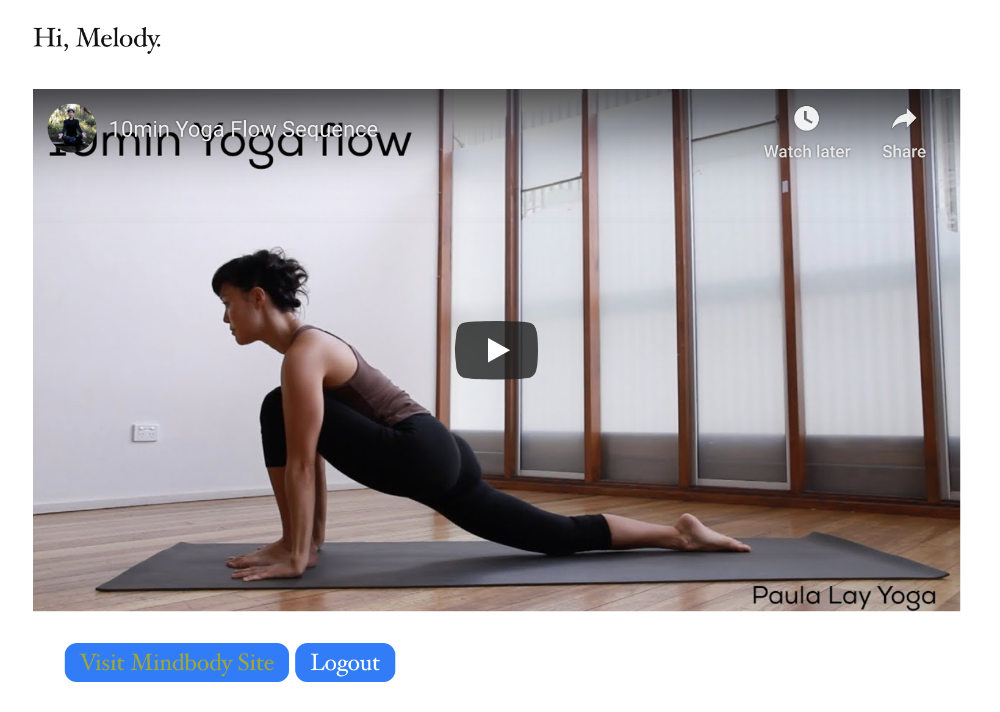 Hi, Melody.
10min Yoga Flow Sequence
10min Yoga flow
Watch later
Share
Paula Lay Yoga
Visit Mindbody Site
Logout